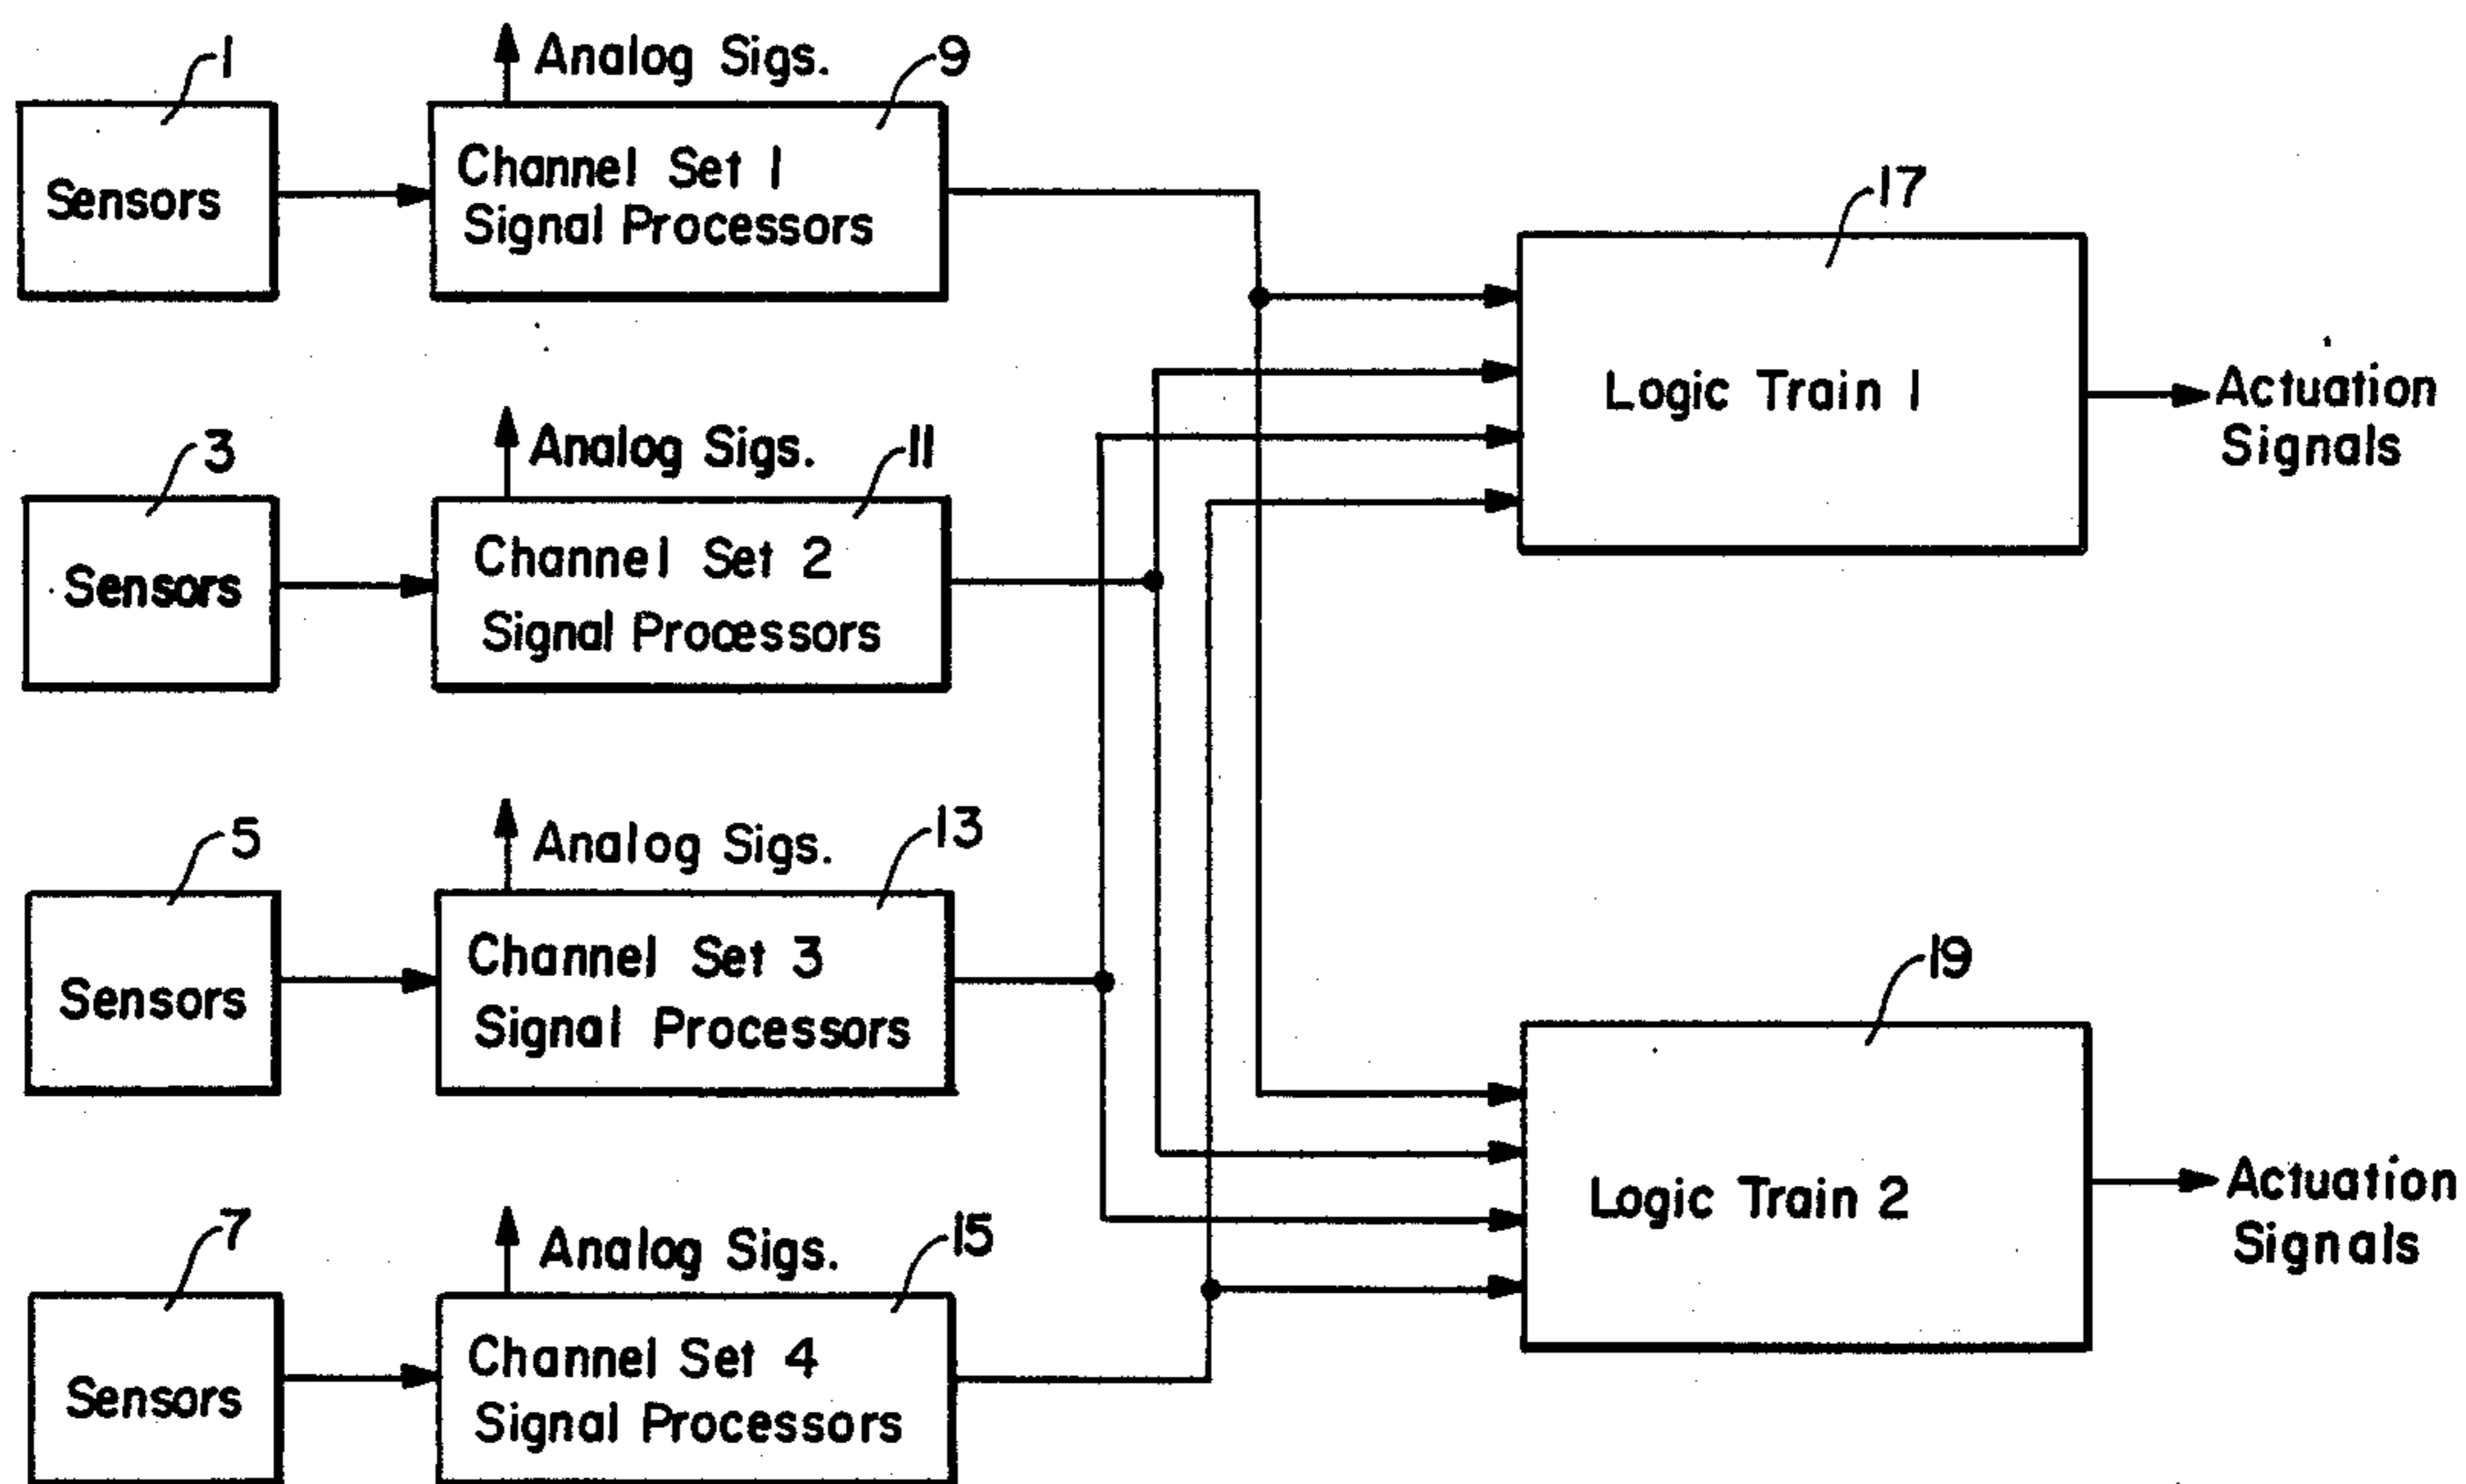 1
Analog Sigs.
9
Sensors
Channel Set 1
Signal Processors
17
Logic Train 1
Actuation
Signals
3
Analog Sigs.
11
Sensors
Channel Set 2
Signal Processors
5
Analog Sigs.
13
Sensors
Channel Set 3
Signal Processors
19
Logic Train 2
Actuation
Signals
7
Analog Sigs.
15
Sensors
Channel Set 4
Signal Processors